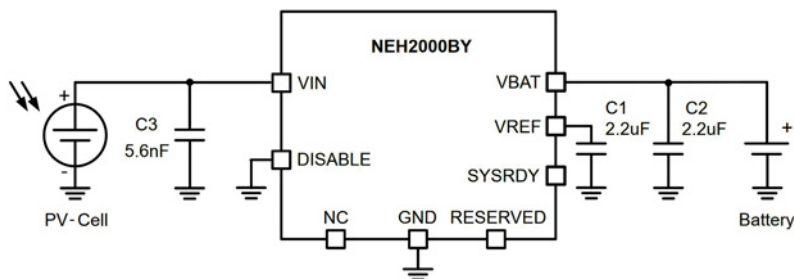 NEH2000BY
VIN
VBAT
+
C3
5.6nF
-
PV-Cell
DISABLE
VREF
SYSRDY
C1
2.2uF
C2
2.2uF
+
Battery
NC
GND
RESERVED